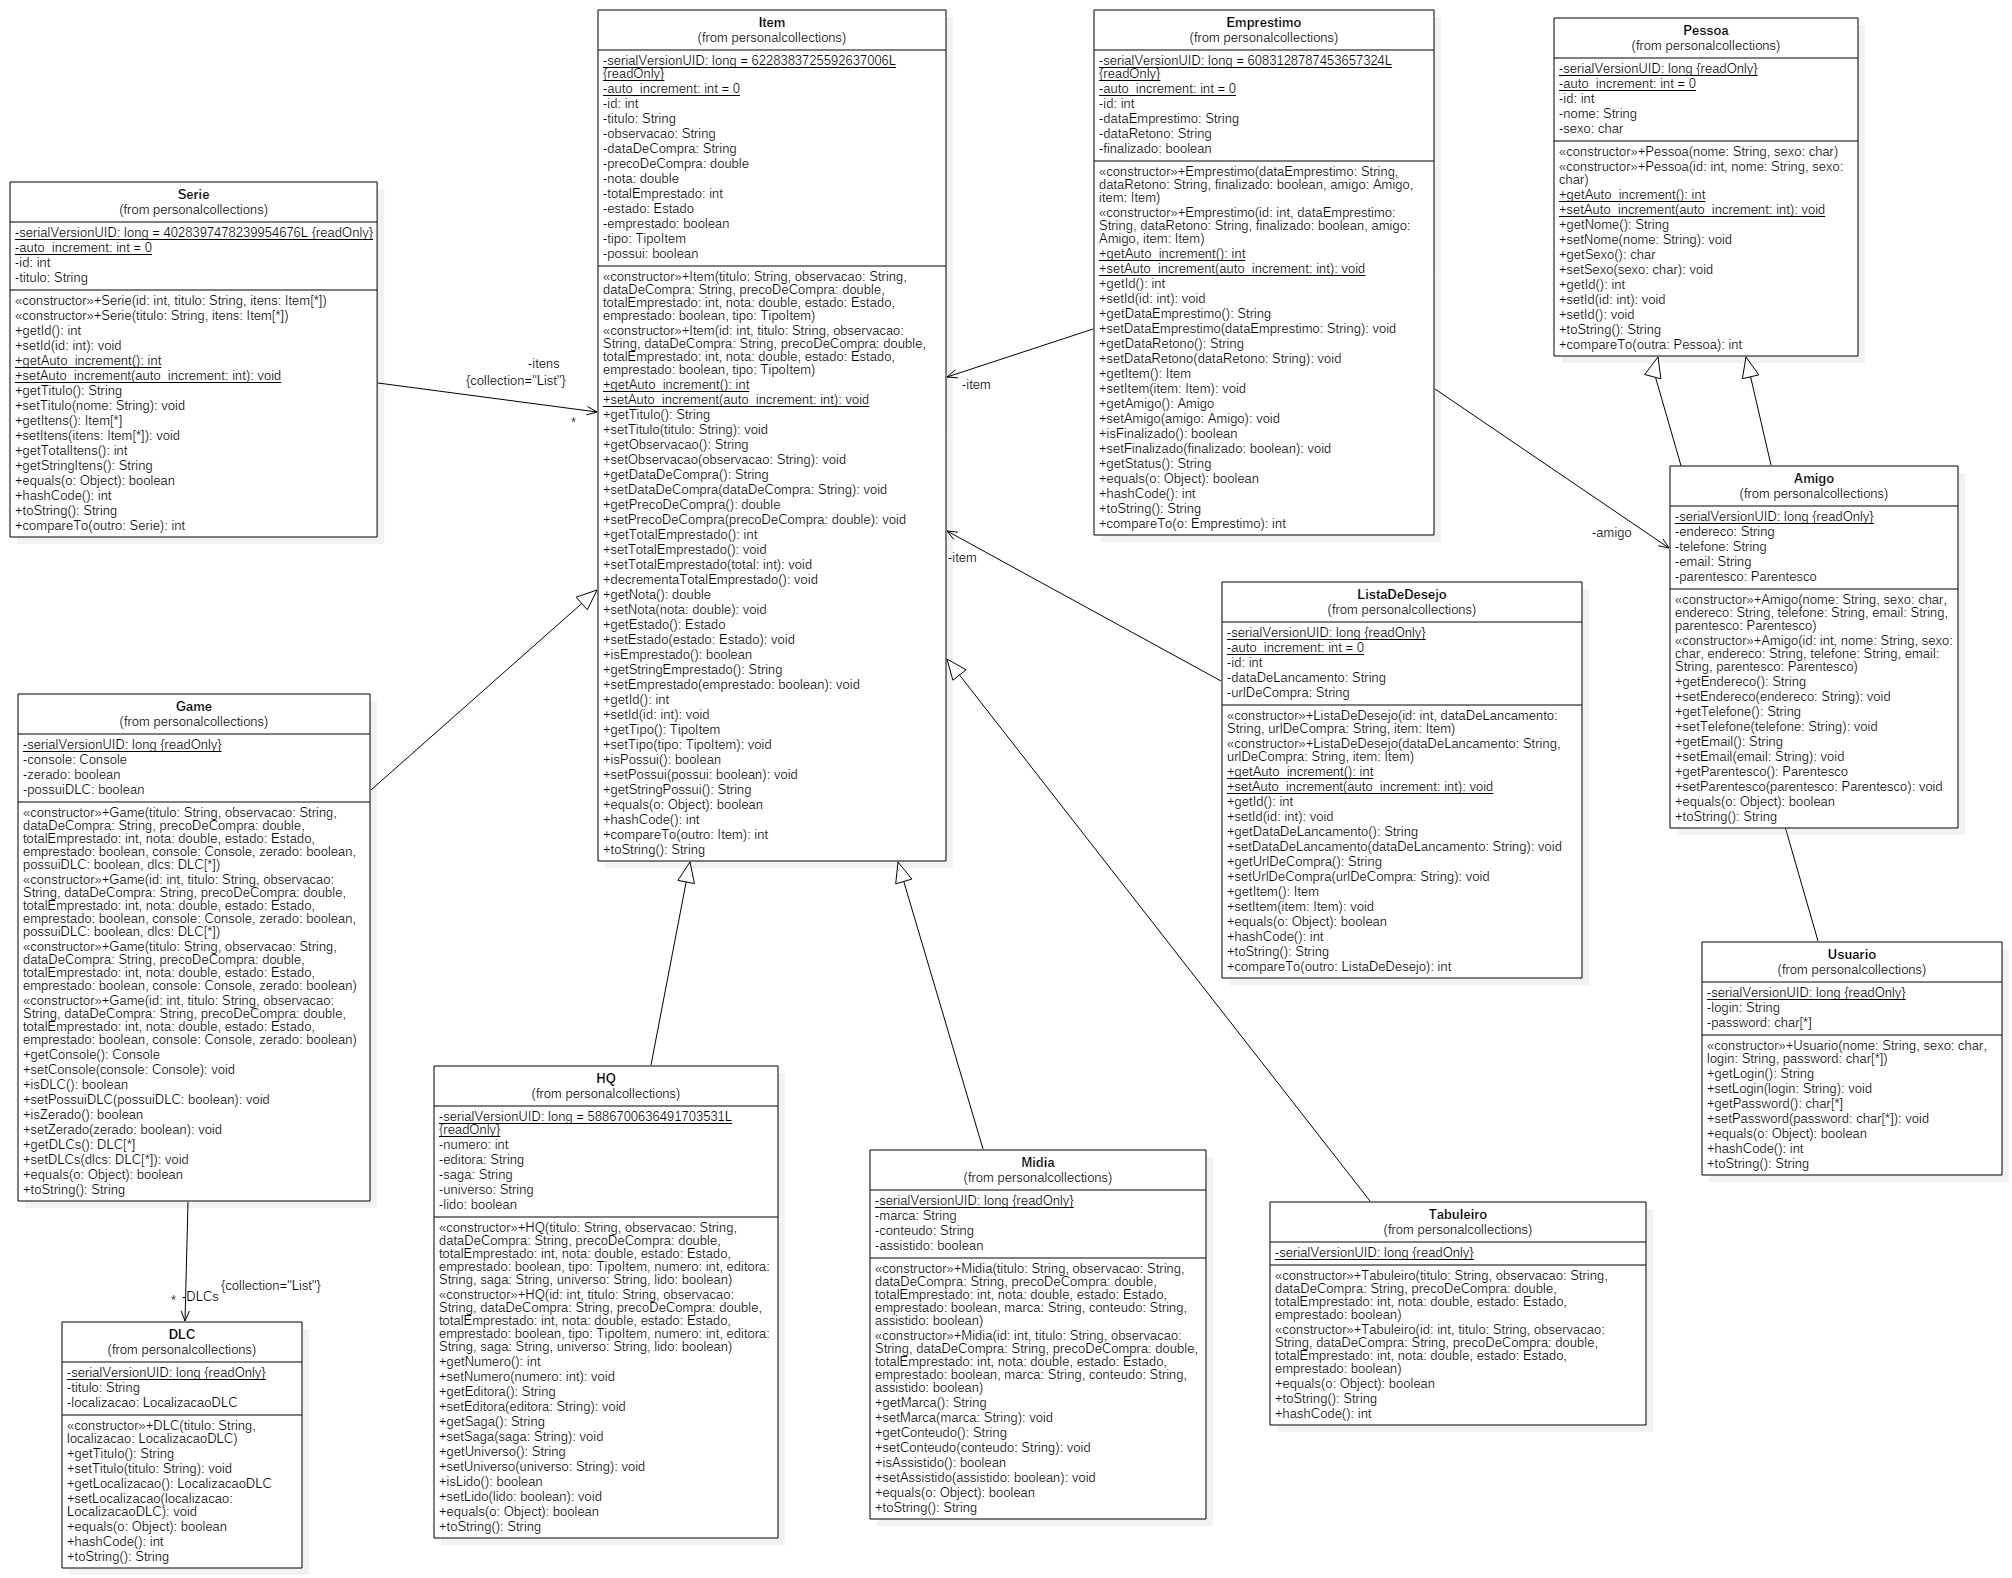 Item
(from personalcollections)
-serialVersionUID: long = 6228383725592637006L
{readOnly}
-auto_increment: int = 0
-id: int
-titulo: String
-observacao: String
-dataDeCompra: String
-precoDeCompra: double
-nota: double
-totalEmprestado: int
-estado: Estado
-emprestado: boolean
-tipo: TipoItem
-possui: boolean
«constructor»+Item(titulo: String, observacao: String,
dataDeCompra: String, precoDeCompra: double,
totalEmprestado: int, nota: double, estado: Estado,
emprestado: boolean, tipo: TipoItem)
«constructor»+Item(id: int, titulo: String, observacao:
String, dataDeCompra: String, precoDeCompra: double,
totalEmprestado: int, nota: double, estado: Estado,
emprestado: boolean, tipo: TipoItem)
+getAuto_increment(): int
+setAuto_increment(auto_increment: int): void
+getTitulo(): String
+setTitulo(titulo: String): void
+getObservacao(): String
+setObservacao(observacao: String): void
+getDataDeCompra(): String
+setDataDeCompra(dataDeCompra: String): void
+getPrecoDeCompra(): double
+setPrecoDeCompra(precoDeCompra: double): void
+getTotalEmprestado(): int
+setTotalEmprestado(): void
+setTotalEmprestado(total: int): void
+decrementaTotalEmprestado(): void
+getNota(): double
+setNota(nota: double): void
+getEstado(): Estado
+setEstado(estado: Estado): void
+isEmprestado(): boolean
+getStringEmprestado(): String
+setEmprestado(emprestado: boolean): void
+getId(): int
+setId(id: int): void
+getTipo(): TipoItem
+setTipo(tipo: TipoItem): void
+isPossui(): boolean
+setPossui(possui: boolean): void
+getStringPossui(): String
+equals(o: Object): boolean
+hashCode(): int
+compareTo(outro: Item): int
+toString(): String
Emprestimo
(from personalcollections)
-serialVersionUID: long = 6083128787453657324L
{readOnly}
-auto_increment: int = 0
-id: int
-dataEmprestimo: String
-dataRetono: String
-finalizado: boolean
«constructor»+Emprestimo(dataEmprestimo: String,
dataRetono: String, finalizado: boolean, amigo: Amigo,
item: Item)
«constructor»+Emprestimo(id: int, dataEmprestimo:
String, dataRetono: String, finalizado: boolean, amigo:
Amigo, item: Item)
+getAuto_increment(): int
+setAuto_increment(auto_increment: int): void
+getId(): int
+setId(id: int): void
+getDataEmprestimo(): String
+setDataEmprestimo(dataEmprestimo: String): void
+getDataRetono(): String
+setDataRetono(dataRetono: String): void
+getItem(): Item
+setItem(item: Item): void
+getAmigo(): Amigo
+setAmigo(amigo: Amigo): void
+isFinalizado(): boolean
+setFinalizado(finalizado: boolean): void
+getStatus(): String
+equals(o: Object): boolean
+hashCode(): int
+toString(): String
+compareTo(o: Emprestimo): int
Pessoa
(from personalcollections)
-serialVersionUID: long {readOnly}
-auto_increment: int = 0
-id: int
-nome: String
-sexo: char
«constructor»+Pessoa(nome: String, sexo: char)
«constructor»+Pessoa(id: int, nome: String, sexo:
char)
+getAuto_increment(): int
+setAuto_increment(auto_increment: int): void
+getNome(): String
+setNome(nome: String): void
+getSexo(): char
+setSexo(sexo: char): void
+getId(): int
+setId(id: int): void
+setId(): void
+toString(): String
+compareTo(outra: Pessoa): int
Serie
(from personalcollections)
-serialVersionUID: long = 4028397478239954676L {readOnly}
-auto_increment: int = 0
-id: int
-titulo: String
«constructor»+Serie(id: int, titulo: String, itens: Item[*])
«constructor»+Serie(titulo: String, itens: Item[*])
+getId(): int
+setId(id: int): void
+getAuto_increment(): int
+setAuto_increment(auto_increment: int): void
+getTitulo(): String
+setTitulo(nome: String): void
+getItens(): Item[*]
+setItens(itens: Item[*]): void
+getTotalItens(): int
+getStringItens(): String
+equals(o: Object): boolean
+hashCode(): int
+toString(): String
+compareTo(outro: Serie): int
-itens
{collection="List"}
*
-item
-item
-amigo
Amigo
(from personalcollections)
-serialVersionUID: long {readOnly}
-endereco: String
-telefone: String
-email: String
-parentesco: Parentesco
«constructor»+Amigo(nome: String, sexo: char,
endereco: String, telefone: String, email: String,
parentesco: Parentesco)
«constructor»+Amigo(id: int, nome: String, sexo:
char, endereco: String, telefone: String, email:
String, parentesco: Parentesco)
+getEndereco(): String
+setEndereco(endereco: String): void
+getTelefone(): String
+setTelefone(telefone: String): void
+getEmail(): String
+setEmail(email: String): void
+getParentesco(): Parentesco
+setParentesco(parentesco: Parentesco): void
+equals(o: Object): boolean
+toString(): String
ListaDeDesejo
(from personalcollections)
-serialVersionUID: long {readOnly}
-auto_increment: int = 0
-id: int
-dataDeLancamento: String
-urlDeCompra: String
«constructor»+ListaDeDesejo(id: int, dataDeLancamento:
String, urlDeCompra: String, item: Item)
«constructor»+ListaDeDesejo(dataDeLancamento: String,
urlDeCompra: String, item: Item)
+getAuto_increment(): int
+setAuto_increment(auto_increment: int): void
+getId(): int
+setId(id: int): void
+getDataDeLancamento(): String
+setDataDeLancamento(dataDeLancamento: String): void
+getUrlDeCompra(): String
+setUrlDeCompra(urlDeCompra: String): void
+getItem(): Item
+setItem(item: Item): void
+equals(o: Object): boolean
+hashCode(): int
+toString(): String
+compareTo(outro: ListaDeDesejo): int
Game
(from personalcollections)
-serialVersionUID: long {readOnly}
-console: Console
-zerado: boolean
-possuiDLC: boolean
«constructor»+Game(titulo: String, observacao: String,
dataDeCompra: String, precoDeCompra: double,
totalEmprestado: int, nota: double, estado: Estado,
emprestado: boolean, console: Console, zerado: boolean,
possuiDLC: boolean, dlcs: DLC[*])
«constructor»+Game(id: int, titulo: String, observacao:
String, dataDeCompra: String, precoDeCompra: double,
totalEmprestado: int, nota: double, estado: Estado,
emprestado: boolean, console: Console, zerado: boolean,
possuiDLC: boolean, dlcs: DLC[*])
«constructor»+Game(titulo: String, observacao: String,
dataDeCompra: String, precoDeCompra: double,
totalEmprestado: int, nota: double, estado: Estado,
emprestado: boolean, console: Console, zerado: boolean)
«constructor»+Game(id: int, titulo: String, observacao:
String, dataDeCompra: String, precoDeCompra: double,
totalEmprestado: int, nota: double, estado: Estado,
emprestado: boolean, console: Console, zerado: boolean)
+getConsole(): Console
+setConsole(console: Console): void
+isDLC(): boolean
+setPossuiDLC(possuiDLC: boolean): void
+isZerado(): boolean
+setZerado(zerado: boolean): void
+getDLCs(): DLC[*]
+setDLCs(dlcs: DLC[*]): void
+equals(o: Object): boolean
+toString(): String
Usuario
(from personalcollections)
-serialVersionUID: long {readOnly}
-login: String
-password: char[*]
«constructor»+Usuario(nome: String, sexo: char,
login: String, password: char[*])
+getLogin(): String
+setLogin(login: String): void
+getPassword(): char[*]
+setPassword(password: char[*]): void
+equals(o: Object): boolean
+hashCode(): int
+toString(): String
HQ
(from personalcollections)
-serialVersionUID: long = 5886700636491703531L
{readOnly}
-numero: int
-editora: String
-saga: String
-universo: String
-lido: boolean
«constructor»+HQ(titulo: String, observacao: String,
dataDeCompra: String, precoDeCompra: double,
totalEmprestado: int, nota: double, estado: Estado,
emprestado: boolean, tipo: TipoItem, numero: int, editora:
String, saga: String, universo: String, lido: boolean)
«constructor»+HQ(id: int, titulo: String, observacao:
String, dataDeCompra: String, precoDeCompra: double,
totalEmprestado: int, nota: double, estado: Estado,
emprestado: boolean, tipo: TipoItem, numero: int, editora:
String, saga: String, universo: String, lido: boolean)
+getNumero(): int
+setNumero(numero: int): void
+getEditora(): String
+setEditora(editora: String): void
+getSaga(): String
+setSaga(saga: String): void
+getUniverso(): String
+setUniverso(universo: String): void
+isLido(): boolean
+setLido(lido: boolean): void
+equals(o: Object): boolean
+toString(): String
Midia
(from personalcollections)
-serialVersionUID: long {readOnly}
-marca: String
-conteudo: String
-assistido: boolean
«constructor»+Midia(titulo: String, observacao: String,
dataDeCompra: String, precoDeCompra: double,
totalEmprestado: int, nota: double, estado: Estado,
emprestado: boolean, marca: String, conteudo: String,
assistido: boolean)
«constructor»+Midia(id: int, titulo: String, observacao:
String, dataDeCompra: String, precoDeCompra: double,
totalEmprestado: int, nota: double, estado: Estado,
emprestado: boolean, marca: String, conteudo: String,
assistido: boolean)
+getMarca(): String
+setMarca(marca: String): void
+getConteudo(): String
+setConteudo(conteudo: String): void
+isAssistido(): boolean
+setAssistido(assistido: boolean): void
+equals(o: Object): boolean
+toString(): String
Tabuleiro
(from personalcollections)
-serialVersionUID: long {readOnly}
«constructor»+Tabuleiro(titulo: String, observacao: String,
dataDeCompra: String, precoDeCompra: double,
totalEmprestado: int, nota: double, estado: Estado,
emprestado: boolean)
«constructor»+Tabuleiro(id: int, titulo: String, observacao:
String, dataDeCompra: String, precoDeCompra: double,
totalEmprestado: int, nota: double, estado: Estado,
emprestado: boolean)
+equals(o: Object): boolean
+toString(): String
+hashCode(): int
{collection="List"}
* -DLCs
DLC
(from personalcollections)
-serialVersionUID: long {readOnly}
-titulo: String
-localizacao: LocalizacaoDLC
«constructor»+DLC(titulo: String,
localizacao: LocalizacaoDLC)
+getTitulo(): String
+setTitulo(titulo: String): void
+getLocalizacao(): LocalizacaoDLC
+setLocalizacao(localizacao:
LocalizacaoDLC): void
+equals(o: Object): boolean
+hashCode(): int
+toString(): String